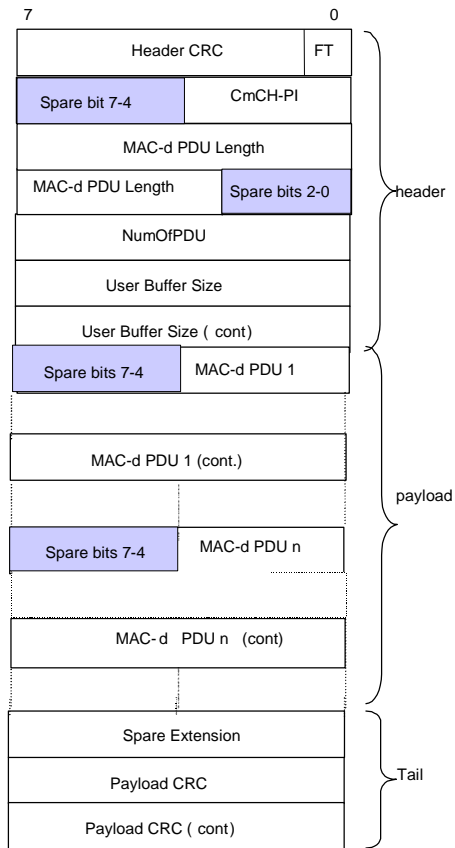 7 0
Header CRC FT
Spare bit 7-4 CmCH-PI
MAC-d PDU Length
MAC-d PDU Length Spare bits 2-0
header
NumOfPDU
User Buffer Size
User Buffer Size ( cont)
Spare bits 7-4 MAC-d PDU 1
MAC-d PDU 1 (cont.)
payload
Spare bits 7-4 MAC-d PDU n
MAC- d PDU n (cont)
Spare Extension
Tail
Payload CRC
Payload CRC ( cont)